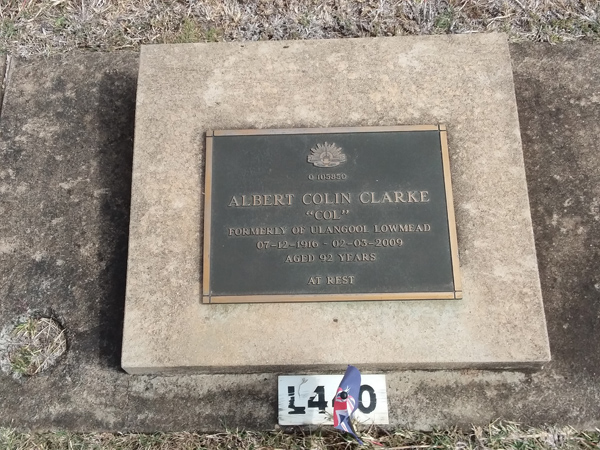 ALBERT COLIN CLARKE
"COL"
FORMERLY OF ULANGOOL LOWMEAD
07-12-1916 - 02-03-2009
AGED 92 YEARS
AT REST